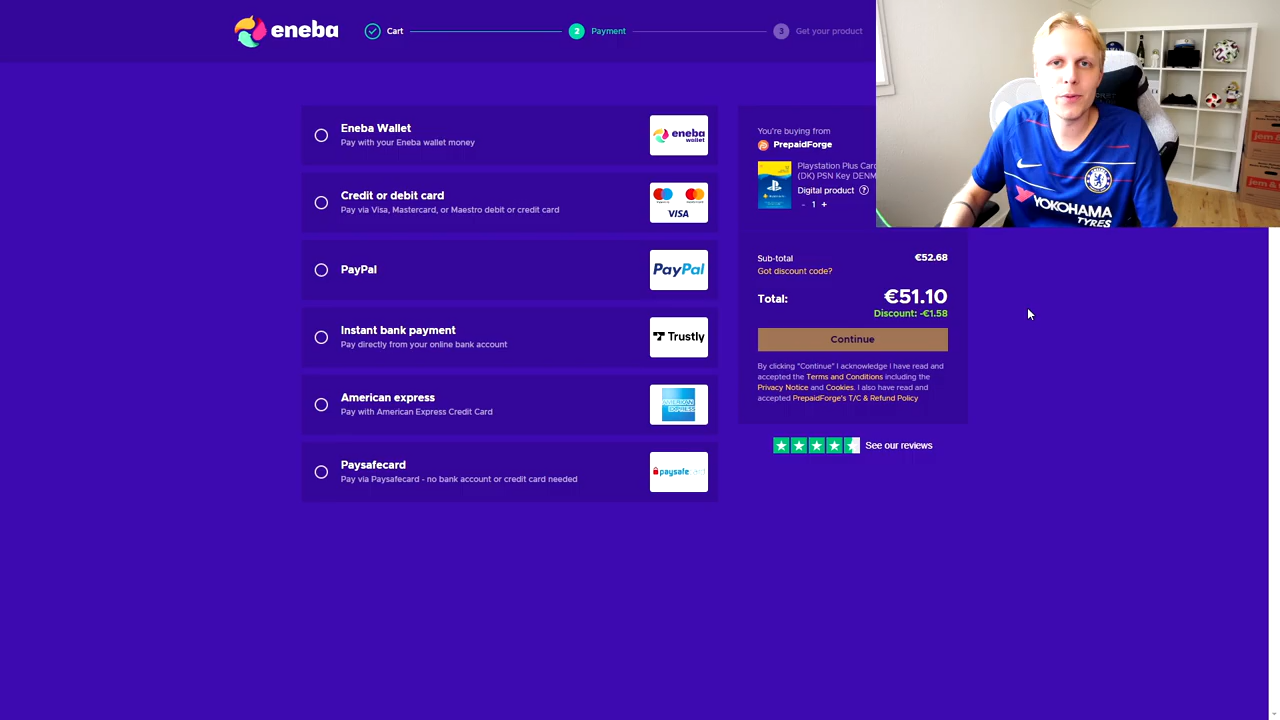 eneba
Cart
2
Payment
3
Get your product
Eneba Wallet
Pay with your Eneba wallet money
eneba
wallet
Credit or debit card
Pay via Visa, Mastercard, or Maestro debit or credit card
VISA
PayPal
PayPal
Instant bank payment
Pay directly from your online bank account
Trustly
American express
Pay with American Express Credit Card
AMERICAN
EXPRESS
Paysafecard
Pay via Paysafecard - no bank account or credit card needed
paysafe
You're buying from
PrepaidForge
Playstation Plus Card
(DK) PSN Key DENM
Digital product ?
- 1 +
Sub-total €52.68
Got discount code?
Total: €51.10
Discount: -€1.58
Continue
By clicking "Continue" I acknowledge I have read and
accepted the Terms and Conditions including the
Privacy Notice and Cookies. I also have read and
accepted PrepaidForge's T/C & Refund Policy
See our reviews
YOKOHAMA
TYRES